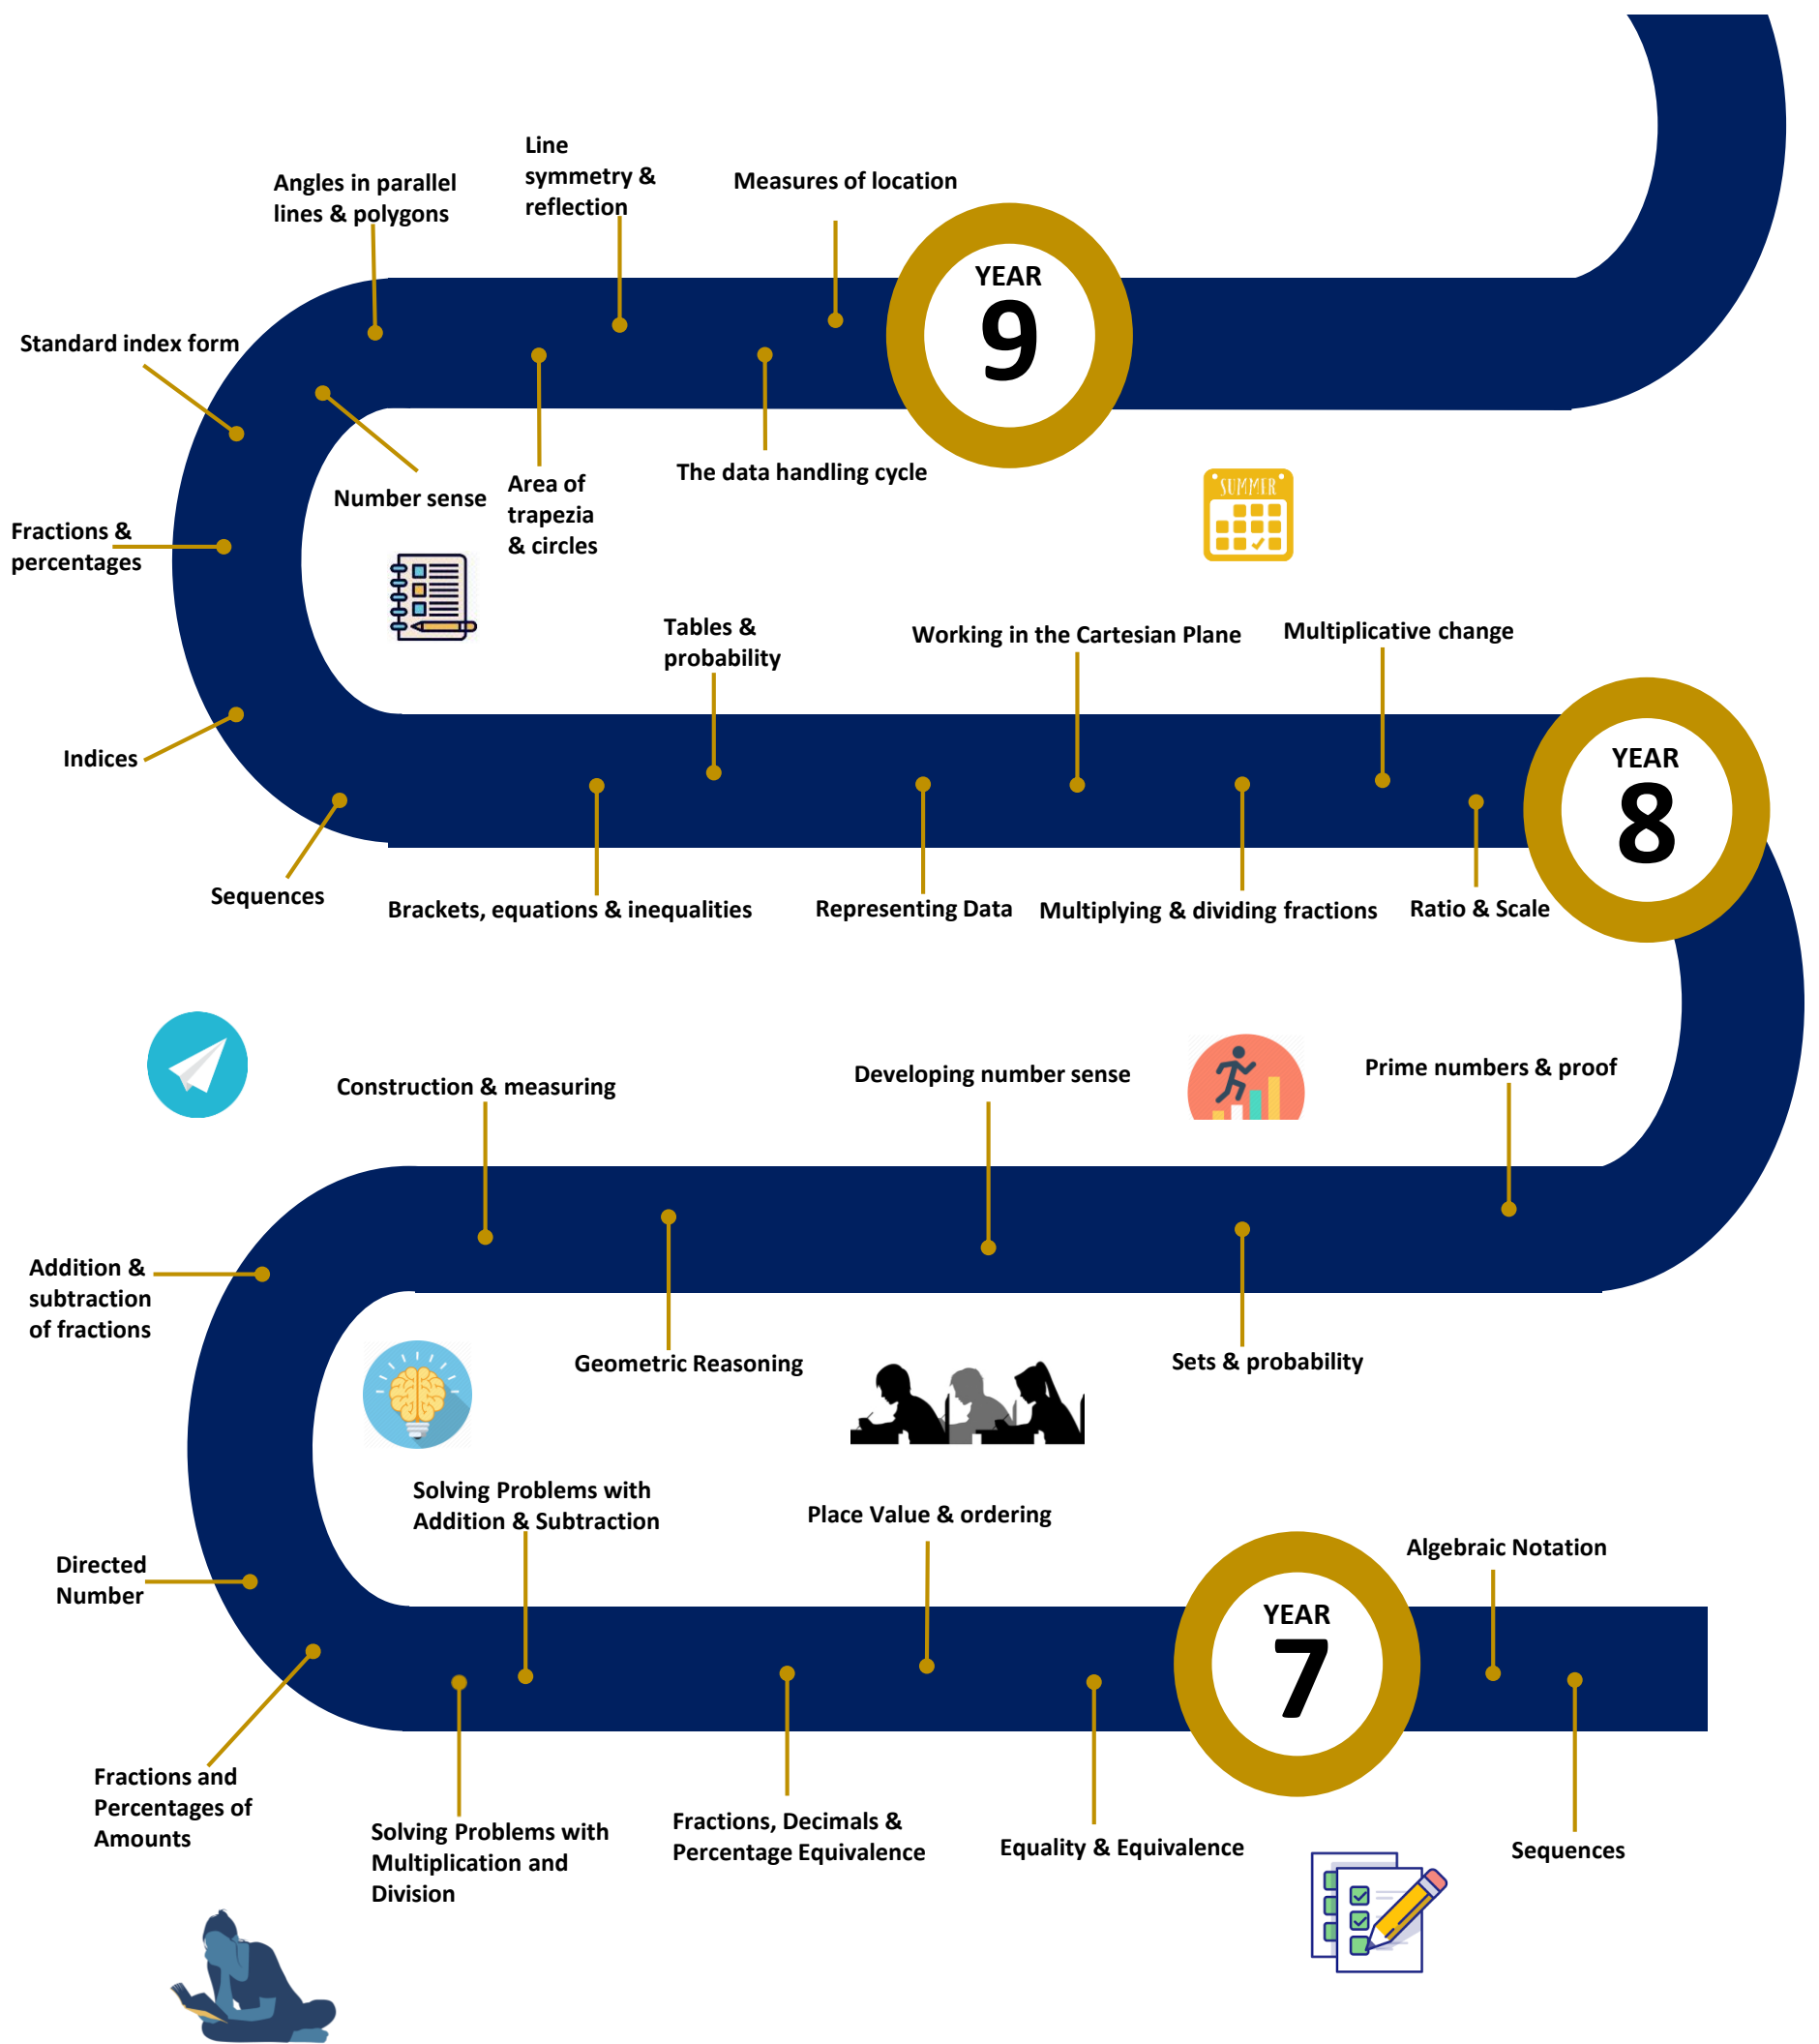 Line
symmetry &
reflection
Angles in parallel
lines & polygons
Measures of location
YEAR
9
Standard index form
Number sense
Area of
trapezia
& circles
The data handling cycle
SUMMER
Fractions &
percentages
Tables &
probability
Working in the Cartesian Plane
Multiplicative change
YEAR
8
Indices
Sequences
Brackets, equations & inequalities
Representing Data
Multiplying & dividing fractions
Ratio & Scale
Construction & measuring
Developing number sense
Prime numbers & proof
Addition &
subtraction
of fractions
Geometric Reasoning
Sets & probability
Solving Problems with
Addition & Subtraction
Place Value & ordering
Algebraic Notation
Directed
Number
YEAR
7
Fractions and
Percentages of
Amounts
Solving Problems with
Multiplication and
Division
Fractions, Decimals &
Percentage Equivalence
Equality & Equivalence
Sequences